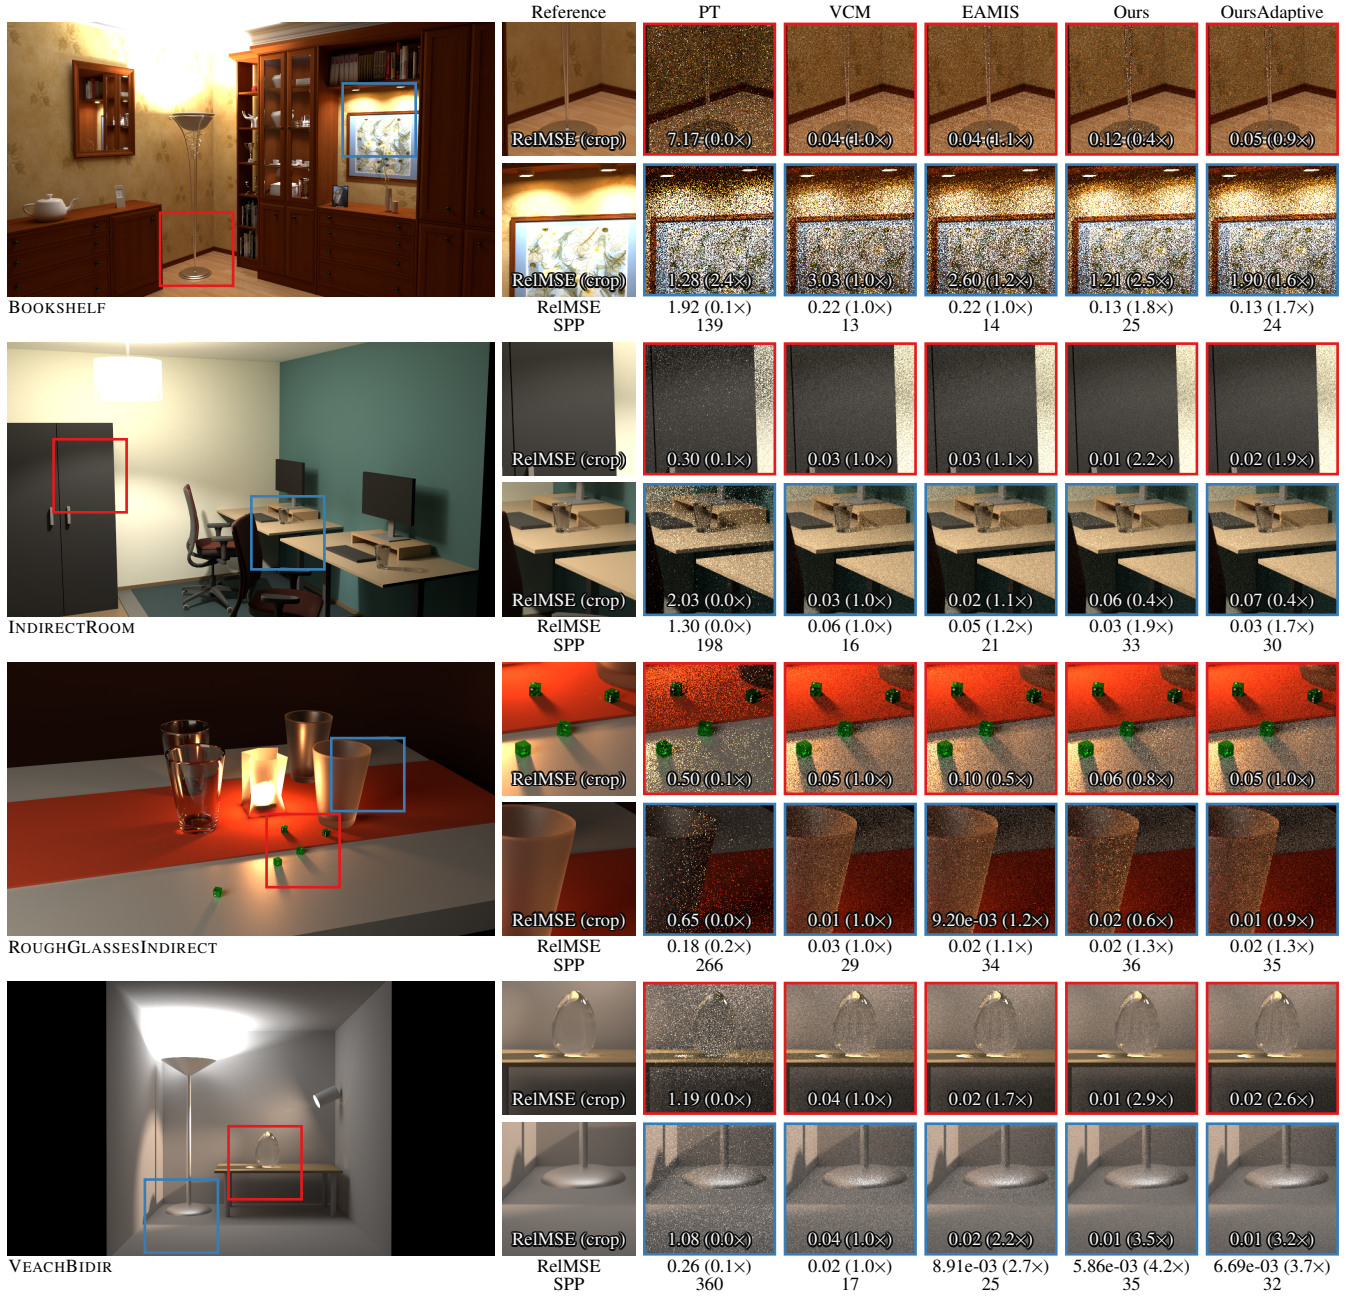 Reference PT VCM EAMIS Ours OursAdaptive
RelMSE (crop) 7.17 (0.0×) 0.04 (1.0×) 0.04 (1.1×) 0.12 (0.4×) 0.05 (0.9×)
RelMSE (crop) 1.28 (2.4×) 3.03 (1.0×) 2.60 (1.2×) 1.21 (2.5×) 1.90 (1.6×)
BOOKSHELF RelMSE 1.92 (0.1×) 0.22 (1.0×) 0.22 (1.0×) 0.13 (1.8×) 0.13 (1.7×)
SPP 139 13 14 25 24
RelMSE (crop) 0.30 (0.1×) 0.03 (1.0×) 0.03 (1.1×) 0.01 (2.2×) 0.02 (1.9×)
RelMSE (crop) 2.03 (0.0×) 0.03 (1.0×) 0.02 (1.1×) 0.06 (0.4×) 0.07 (0.4×)
INDIRECTROOM RelMSE 1.30 (0.0×) 0.06 (1.0×) 0.05 (1.2×) 0.03 (1.9×) 0.03 (1.7×)
SPP 198 16 21 33 30
RelMSE (crop) 0.50 (0.1×) 0.05 (1.0×) 0.10 (0.5×) 0.06 (0.8×) 0.05 (1.0×)
RelMSE (crop) 0.65 (0.0×) 0.01 (1.0×) 9.20e-03 (1.2×) 0.02 (0.6×) 0.01 (0.9×)
ROUGHGLASSESINDIRECT RelMSE 0.18 (0.2×) 0.03 (1.0×) 0.02 (1.1×) 0.02 (1.3×) 0.02 (1.3×)
SPP 266 29 34 36 35
RelMSE (crop) 1.19 (0.0×) 0.04 (1.0×) 0.02 (1.7×) 0.01 (2.9×) 0.02 (2.6×)
RelMSE (crop) 1.08 (0.0×) 0.04 (1.0×) 0.02 (2.2×) 0.01 (3.5×) 0.01 (3.2×)
VEACHBIDIR RelMSE 0.26 (0.1×) 0.02 (1.0×) 8.91e-03 (2.7×) 5.86e-03 (4.2×) 6.69e-03 (3.7×)
SPP 360 17 25 35 32